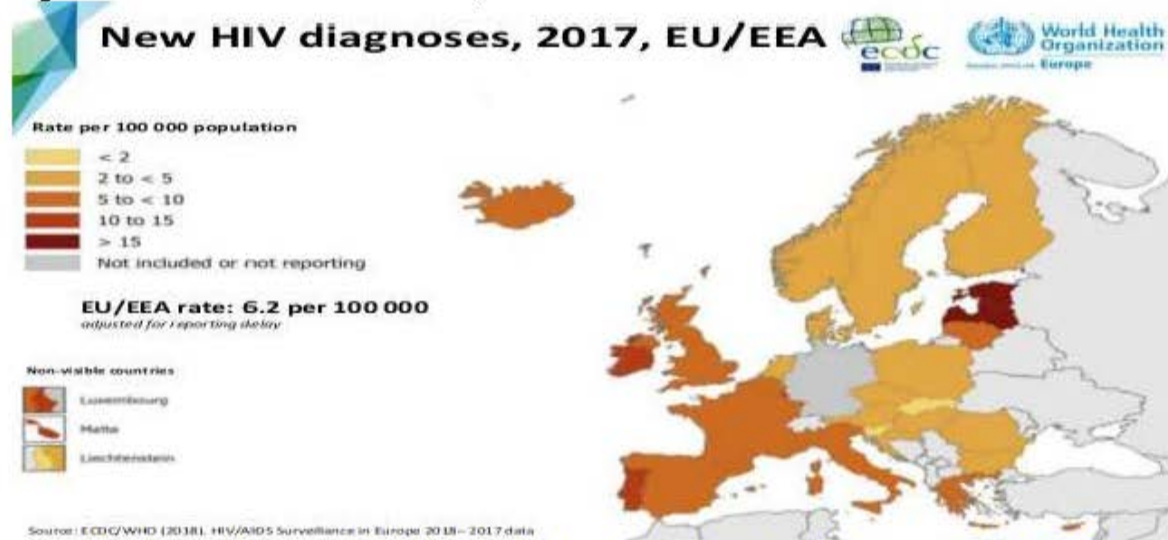 New HIV diagnoses, 2017, EU/EEA
ecdc
World Health
Organization
Europe
Rate per 100 000 population
< 2
2 to < 5
5 to < 10
10 to 15
> 15
Not included or not reporting
EU/EEA rate: 6.2 per 100 000
adjusted for reporting delay
Non-visible countries
Luxembourg
Malta
Liechtenstein
Source: ECDC/WHO (2018). HIV/AIDS Surveillance in Europe 2018– 2017 data